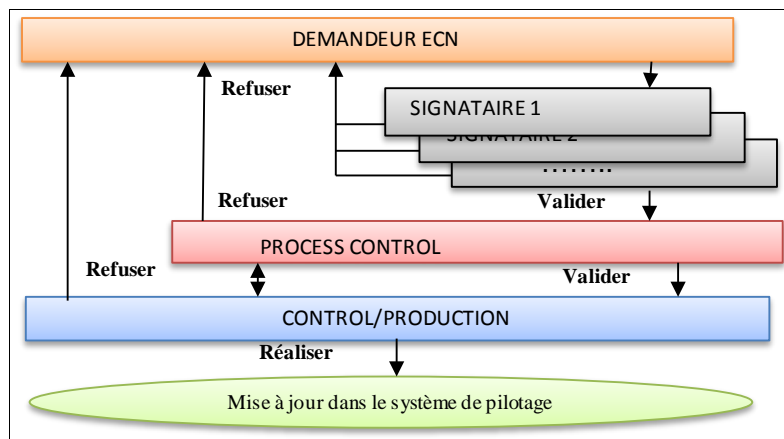 DEMANDEUR ECN
Refuser
SIGNATAIRE 1
SIGNATAIRE 2
........
Refuser
Valider
PROCESS CONTROL
Refuser
Valider
CONTROL/PRODUCTION
Réaliser
Mise à jour dans le système de pilotage